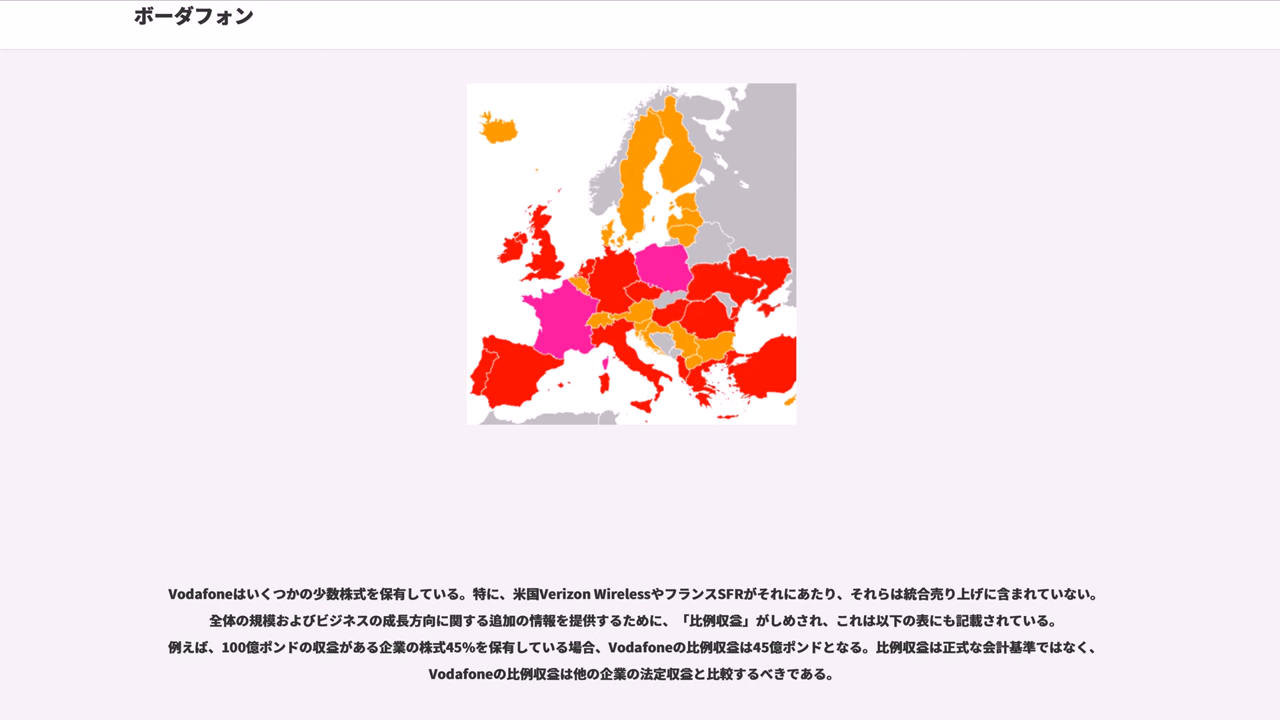 ボーダフォン
Vodafoneはいくつかの少数株式を保有している。特に、米国Verizon WirelessやフランスSFRがそれにあたり、それらは統合売り上げに含まれていない。
全体の規模およびビジネスの成長方向に関する追加の情報を提供するために、「比例収益」がしめされ、これは以下の表にも記載されている。
例えば、100億ポンドの収益がある企業の株式45%を保有している場合、Vodafoneの比例収益は45億ポンドとなる。比例収益は正式な会計基準ではなく、
Vodafoneの比例収益は他の企業の法定収益と比較するべきである。